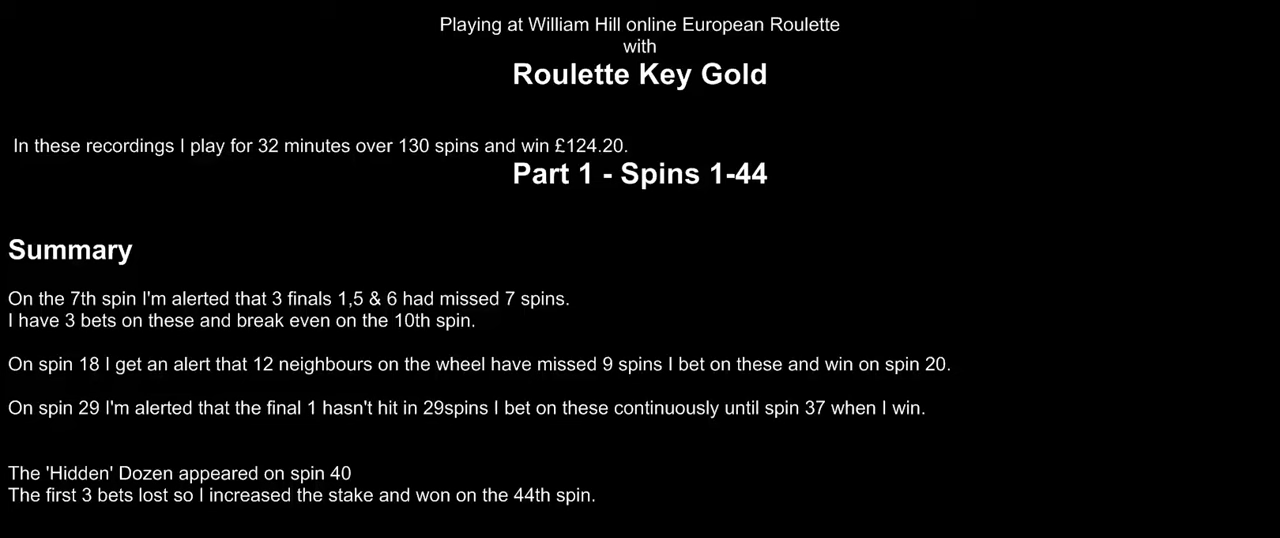 Playing at William Hill online European Roulette
with
Roulette Key Gold
In these recordings I play for 32 minutes over 130 spins and win £124.20.
Part 1 - Spins 1-44
Summary
On the 7th spin I'm alerted that 3 finals 1,5 & 6 had missed 7 spins.
I have 3 bets on these and break even on the 10th spin.
On spin 18 I get an alert that 12 neighbours on the wheel have missed 9 spins I bet on these and win on spin 20.
On spin 29 I'm alerted that the final 1 hasn't hit in 29spins I bet on these continuously until spin 37 when I win.
The 'Hidden' Dozen appeared on spin 40
The first 3 bets lost so I increased the stake and won on the 44th spin.